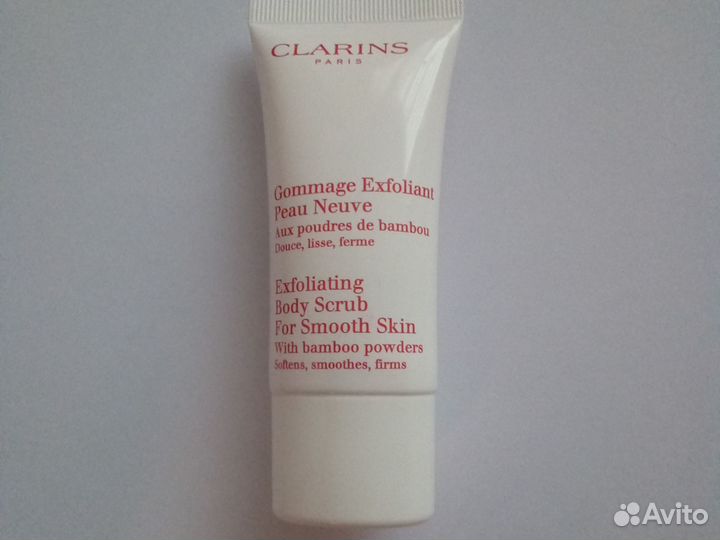 CLARINS
PARIS
Gommage Exfoliant
Peau Neuve
Aux poudres de bambou
Douce, lisse, ferme
Exfoliating
Body Scrub
For Smooth Skin
With bamboo powders
Softens, smoothes, firms
Avito